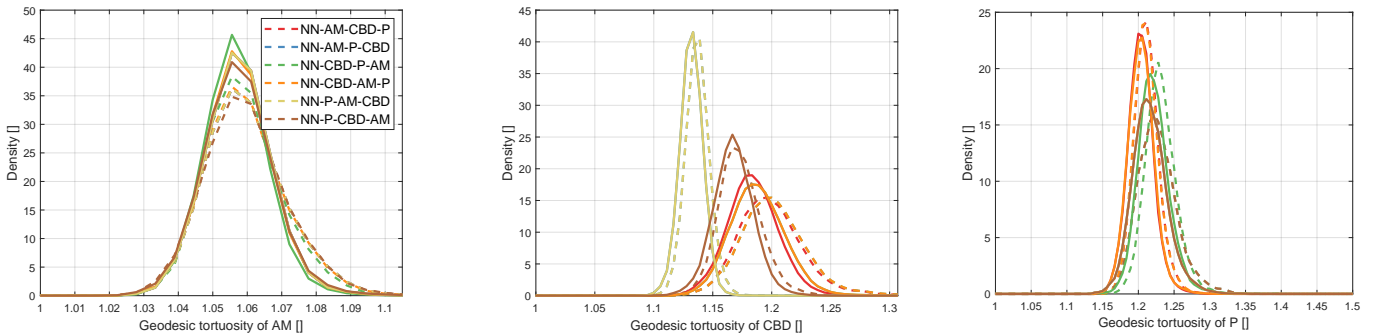 50
45
40
35
30
25
20
15
10
5
0
Density []
1 1.01 1.02 1.03 1.04 1.05 1.06 1.07 1.08 1.09 1.1
Geodesic tortuosity of AM []
NN-AM-CBD-P
NN-AM-P-CBD
NN-CBD-P-AM
NN-CBD-AM-P
NN-P-AM-CBD
NN-P-CBD-AM
45
40
35
30
25
20
15
10
5
0
Density []
1 1.05 1.1 1.15 1.2 1.25 1.3
Geodesic tortuosity of CBD []
25
20
15
10
5
0
Density []
1 1.05 1.1 1.15 1.2 1.25 1.3 1.35 1.4 1.45 1.5
Geodesic tortuosity of P []